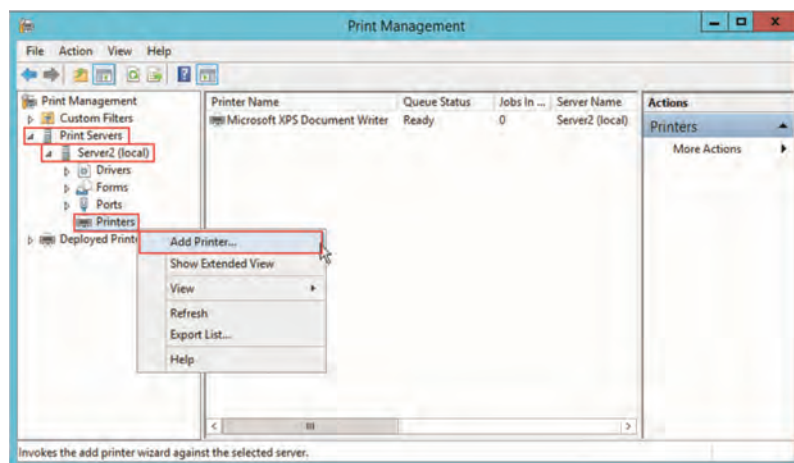 Print Management
File Action View Help
Print Management
Custom Filters
Print Servers
Server2 (local)
Drivers
Forms
Ports
Printers
Deployed Printe
Printer Name Queue Status Jobs In ... Server Name
Microsoft XPS Document Writer Ready 0 Server2 (local)
Actions
Printers
More Actions
Add Printer...
Show Extended View
View
Refresh
Export List...
Help
Invokes the add printer wizard against the selected server.